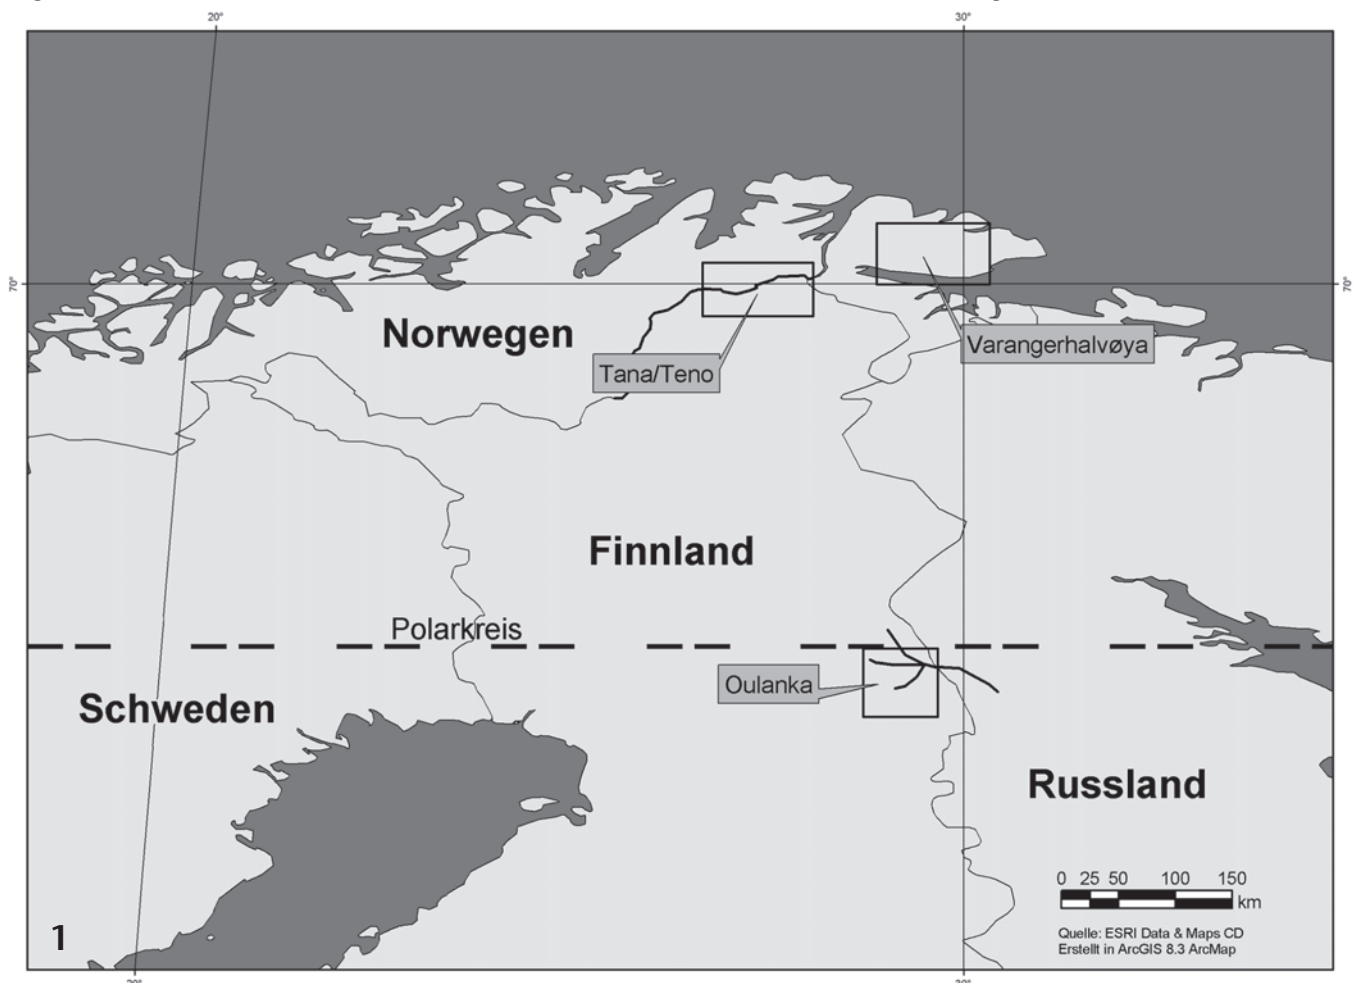 20° 30°
70° 70°
Norwegen
Varangerhalvøya
Tana/Teno
Finnland
Polarkreis
Oulanka
Schweden
Russland
0 25 50 100 150
km
Quelle: ESRI Data & Maps CD
Erstellt in ArcGIS 8.3 ArcMap
1